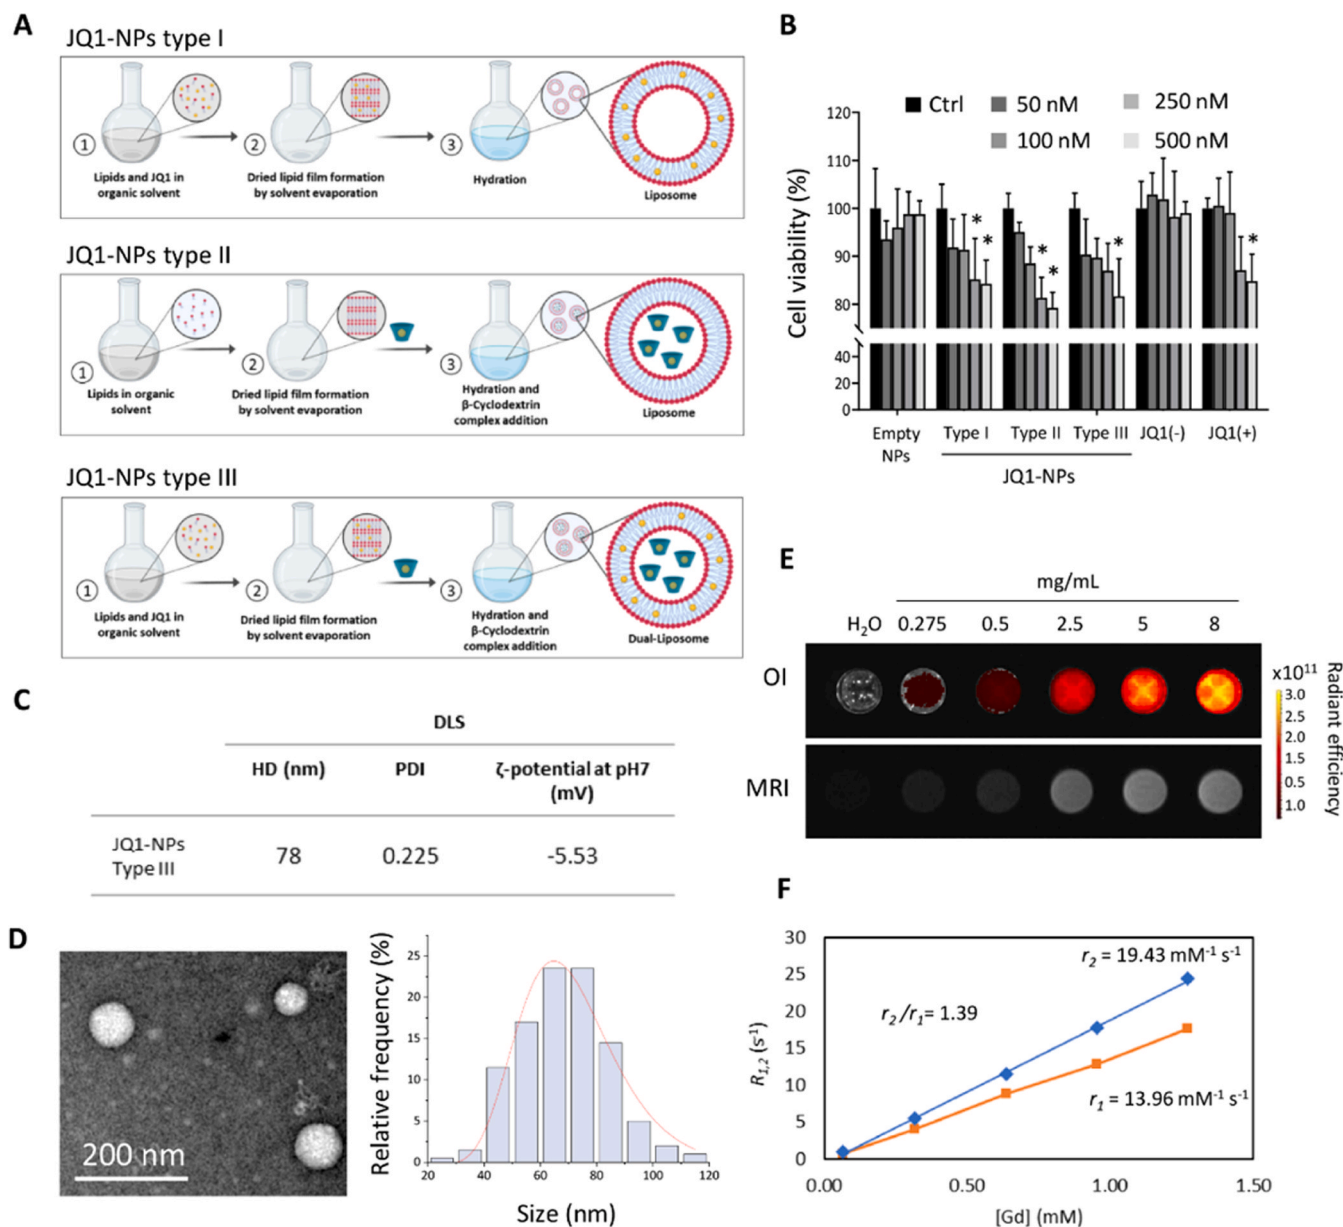 A
JQ1-NPs type I
1
Lipids and JQ1 in
organic solvent
2
Dried lipid film formation
by solvent evaporation
3
Hydration
Liposome
JQ1-NPs type II
1
Lipids in organic
solvent
2
Dried lipid film formation
by solvent evaporation
3
Hydration and
β-Cyclodextrin
complex addition
Liposome
JQ1-NPs type III
1
Lipids and JQ1 in
organic solvent
2
Dried lipid film formation
by solvent evaporation
3
Hydration and
β-Cyclodextrin
complex addition
Dual-Liposome
B
Cell viability (%)
120
110
100
90
80
40
20
0
Ctrl
50 nM
100 nM
250 nM
500 nM
* * * * * *
Empty
NPs
Type I
Type II
Type III
JQ1(-)
JQ1(+)
JQ1-NPs
C
DLS
HD (nm) PDI ζ-potential at pH7
(mV)
JQ1-NPs
Type III
78 0.225 -5.53
D
200 nm
Relative frequency (%)
25
20
15
10
5
0
20 40 60 80 100 120
Size (nm)
E
mg/mL
H₂O 0.275 0.5 2.5 5 8
OI
MRI
x10¹¹
3.0
2.5
2.0
1.5
0.5
1.0
Radiant efficiency
F
R1,2 (s⁻¹)
30
25
20
15
10
5
0
r₂ = 19.43 mM⁻¹ s⁻¹
r₂/r₁= 1.39
r₁ = 13.96 mM⁻¹ s⁻¹
0.00 0.50 1.00 1.50
[Gd] (mM)